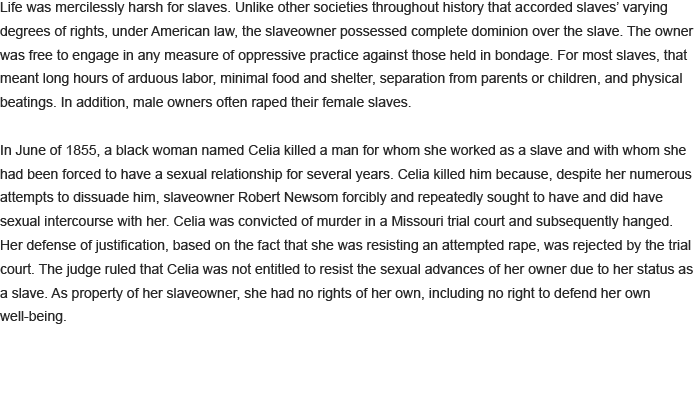 Life was mercilessly harsh for slaves. Unlike other societies throughout history that accorded slaves’ varying
degrees of rights, under American law, the slaveowner possessed complete dominion over the slave. The owner
was free to engage in any measure of oppressive practice against those held in bondage. For most slaves, that
meant long hours of arduous labor, minimal food and shelter, separation from parents or children, and physical
beatings. In addition, male owners often raped their female slaves.

In June of 1855, a black woman named Celia killed a man for whom she worked as a slave and with whom she
had been forced to have a sexual relationship for several years. Celia killed him because, despite her numerous
attempts to dissuade him, slaveowner Robert Newsom forcibly and repeatedly sought to have and did have
sexual intercourse with her. Celia was convicted of murder in a Missouri trial court and subsequently hanged.
Her defense of justification, based on the fact that she was resisting an attempted rape, was rejected by the trial
court. The judge ruled that Celia was not entitled to resist the sexual advances of her owner due to her status as
a slave. As property of her slaveowner, she had no rights of her own, including no right to defend her own
well-being.